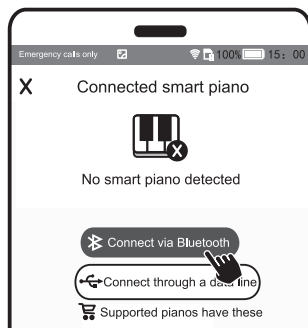 Emergency calls only 100% 15: 00
X Connected smart piano
No smart piano detected
Connect via Bluetooth
Connect through a data line
Supported pianos have these